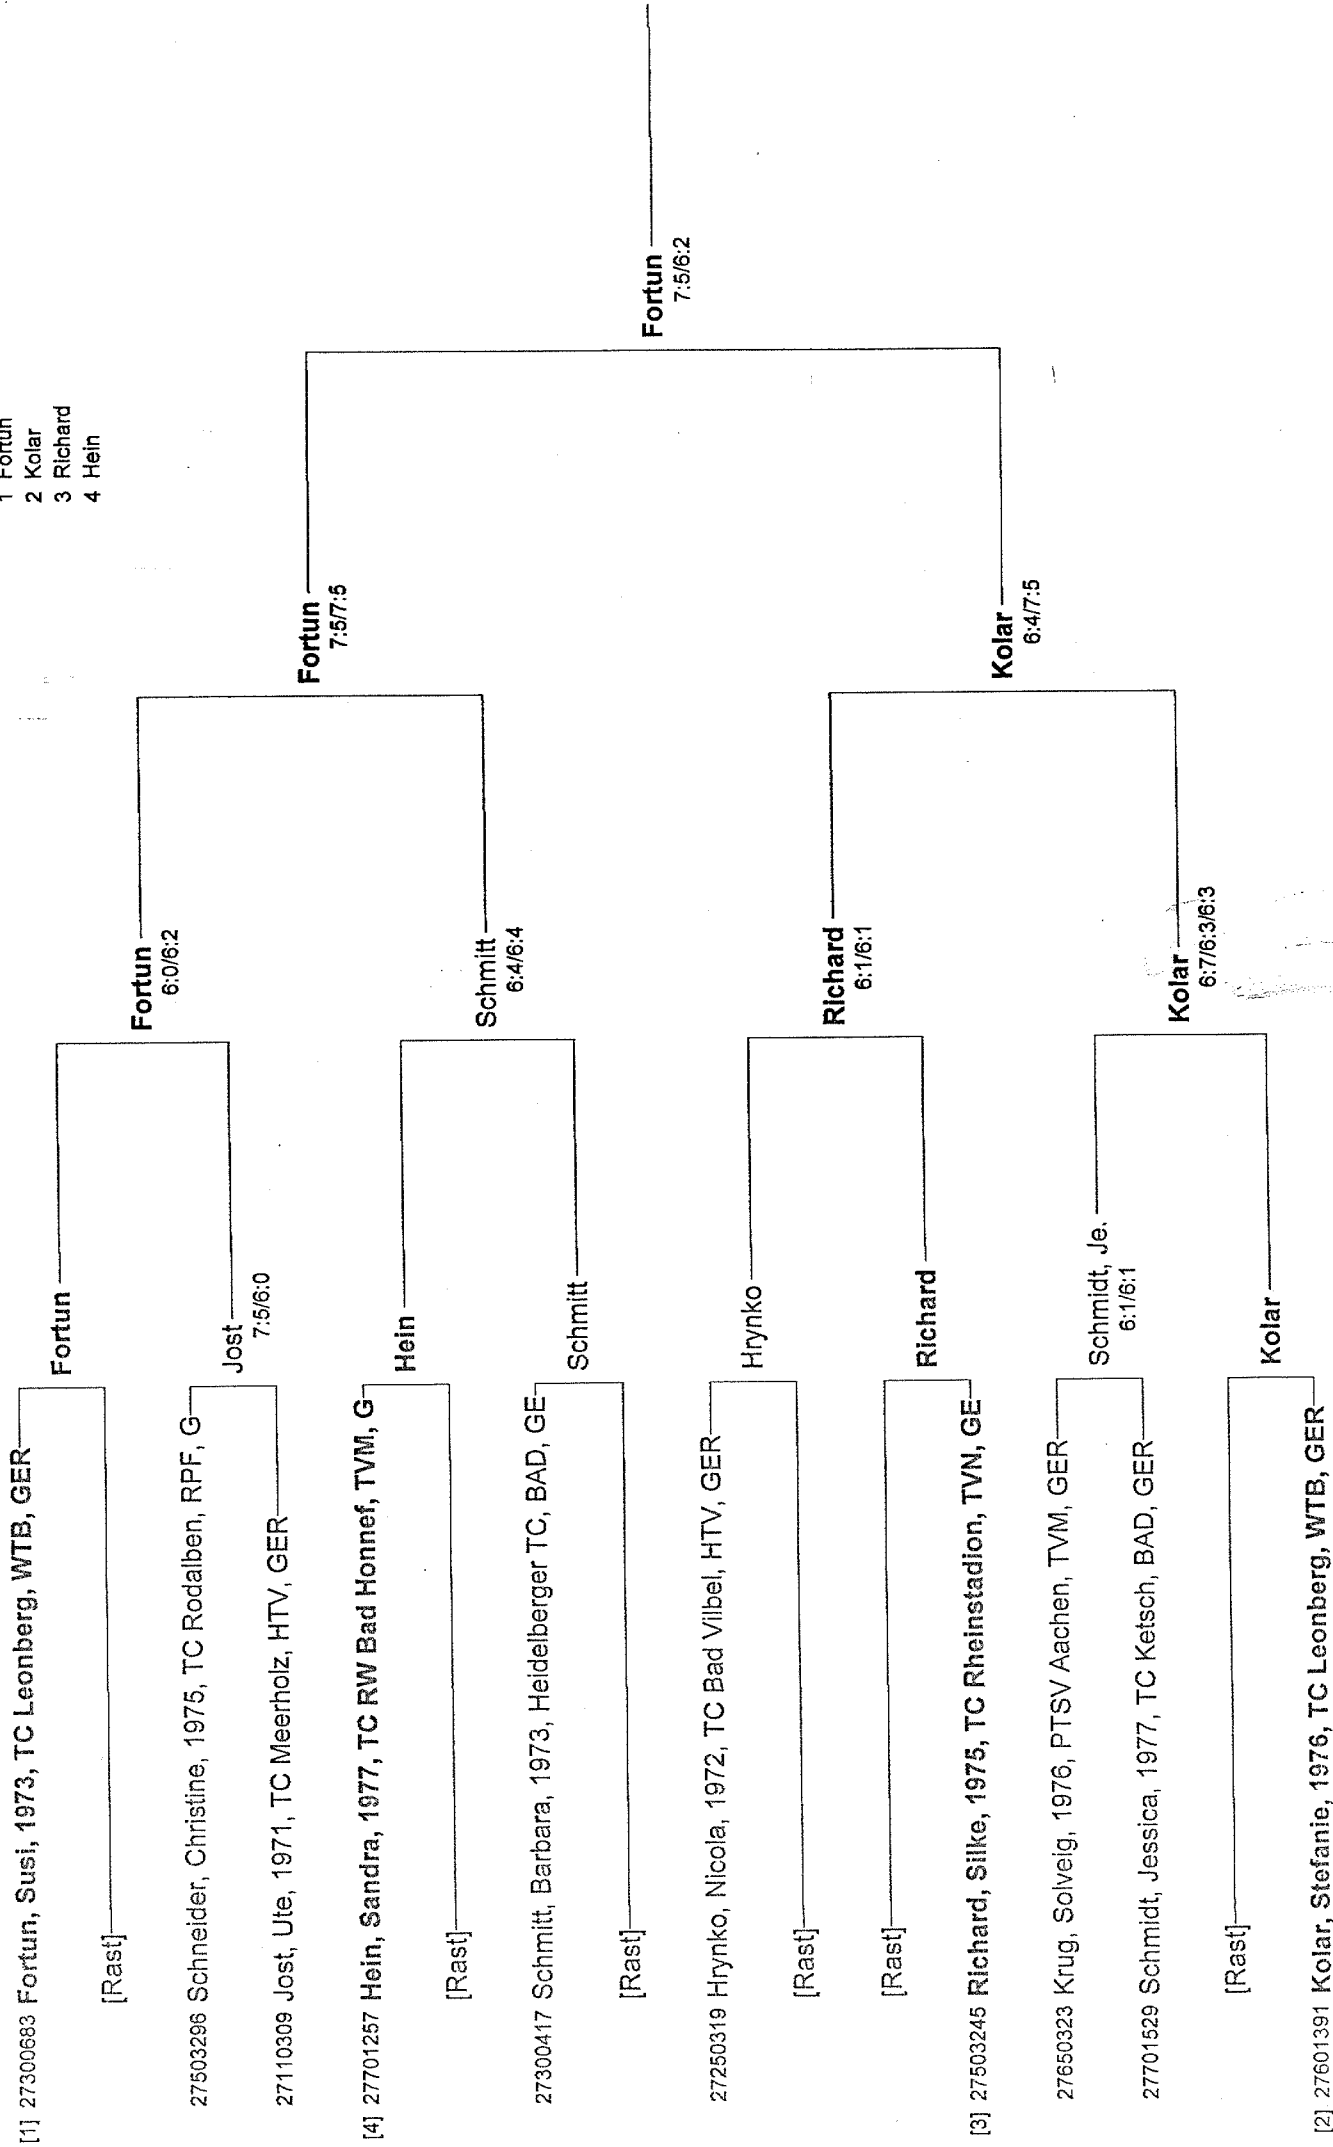 1 Fortun
2 Kolar
3 Richard
4 Hein
[1] 27300683 Fortun, Susi, 1973, TC Leonberg, WTB, GER
[Rast]
27503296 Schneider, Christine, 1975, TC Rodalben, RPF, G
27110309 Jost, Ute, 1971, TC Meerholz, HTV, GER
[4] 27701257 Hein, Sandra, 1977, TC RW Bad Honnef, TVM, G
[Rast]
27300417 Schmitt, Barbara, 1973, Heidelberger TC, BAD, GE
[Rast]
27250319 Hrynko, Nicola, 1972, TC Bad Vilbel, HTV, GER
[Rast]
[Rast]
[3] 27503245 Richard, Silke, 1975, TC Rheinstadion, TVN, GE
27650323 Krug, Solveig, 1976, PTSV Aachen, TVM, GER
27701529 Schmidt, Jessica, 1977, TC Ketsch, BAD, GER
[Rast]
[2] 27601391 Kolar, Stefanie, 1976, TC Leonberg, WTB, GER
Fortun
Jost
7:5/6:0
Hein
Schmitt
Hrynko
Richard
Schmidt, Je.
6:1/6:1
Kolar
Fortun
6:0/6:2
Schmitt
6:4/6:4
Richard
6:1/6:1
Kolar
6:7/6:3/6:3
Fortun
7:5/7:5
Kolar
6:4/7:5
Fortun
7:5/6:2